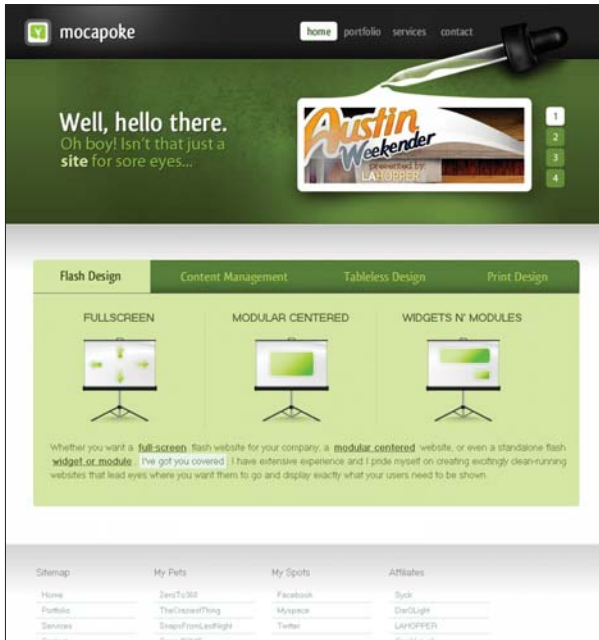 mocapoke
home portfolio services contact
Well, hello there.
Oh boy! Isn't that just a
site for sore eyes...
Austin
Weekender
presented by:
LAHOPPER
1
2
3
4
Flash Design Content Management Tableless Design Print Design
FULLSCREEN MODULAR CENTERED WIDGETS N' MODULES
Whether you want a full-screen flash website for your company, a modular centered website, or even a standalone flash
widget or module, I've got you covered. I have extensive experience and I pride myself on creating excitingly clean-running
websites that lead eyes where you want them to go and display exactly what your users need to be shown.
Sitemap My Pets My Spots Affiliates
Home ZeroTo360 Facebook Syck
Portfolio TheCraziestThing Myspace DarGLight
Services SnapsFromLastNight Twitter LAHOPPER